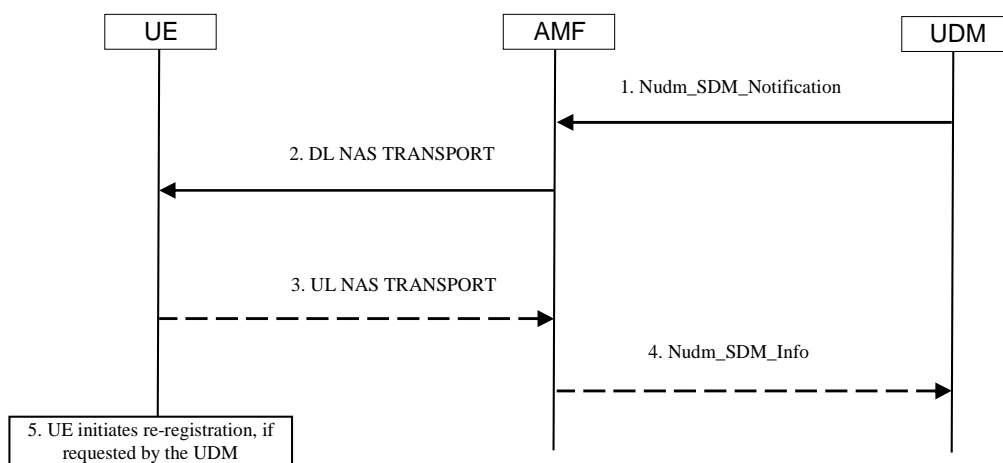 UE
AMF
UDM
1. Nudm_SDM_Notification
2. DL NAS TRANSPORT
3. UL NAS TRANSPORT
4. Nudm_SDM_Info
5. UE initiates re-registration, if
requested by the UDM